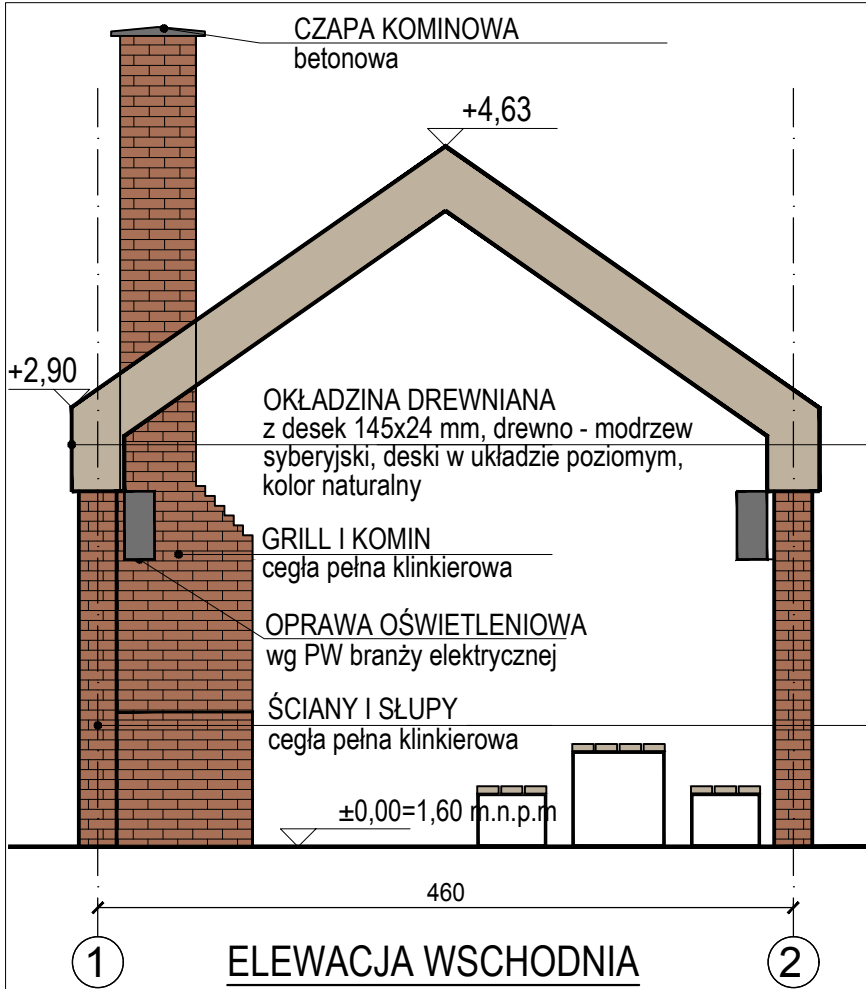 CZAPA KOMINOWA
betonowa
+4,63
+2,90
OKŁADZINA DREWNIANA
z desek 145x24 mm, drewno - modrzew
syberyjski, deski w układzie poziomym,
kolor naturalny
GRILL I KOMIN
cegła pełna klinkierowa
OPRAWA OŚWIETLENIOWA
wg PW branży elektrycznej
ŚCIANY I SŁUPY
cegła pełna klinkierowa
±0,00=1,60 m.n.p.m
460
1
ELEWACJA WSCHODNIA
2